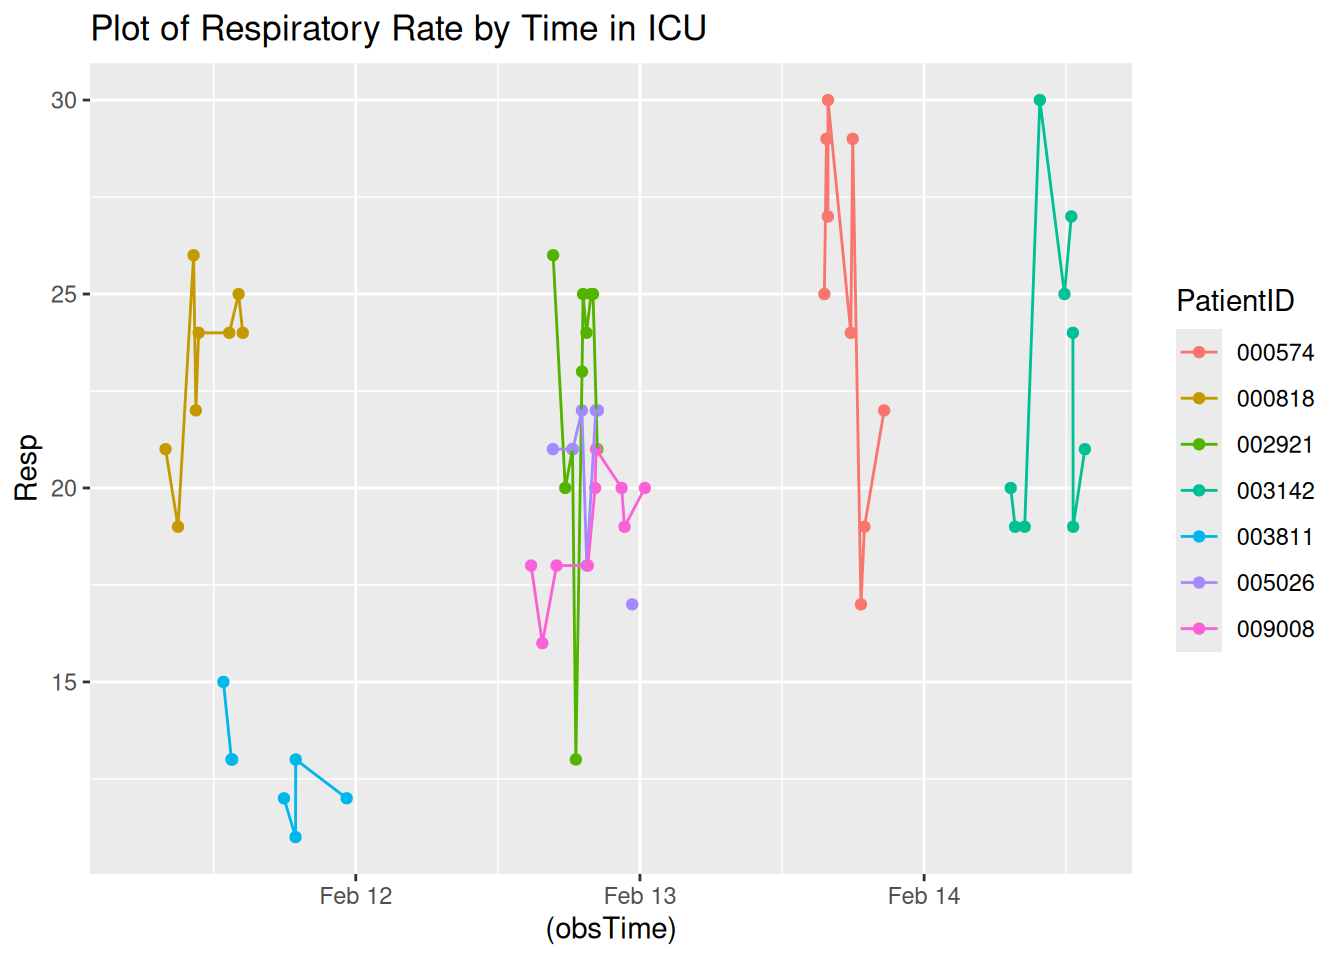 Plot of Respiratory Rate by Time in ICU
30
25
20
15
Resp
Feb 12
Feb 13
Feb 14
(obsTime)
PatientID
000574
000818
002921
003142
003811
005026
009008